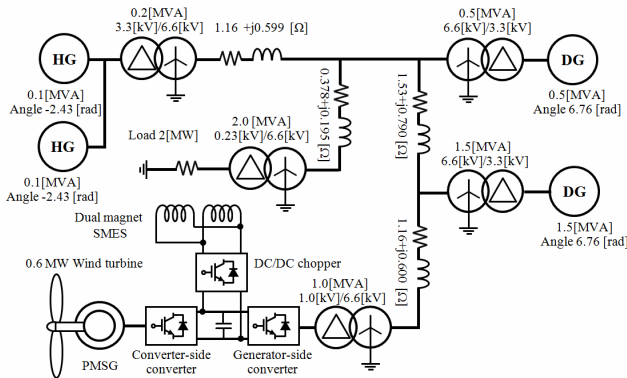 0.2[MVA]
3.3[kV]/6.6[kV]
1.16 +j0.599 [Ω]
0.5[MVA]
6.6[kV]/3.3[kV]
HG
0.1[MVA]
Angle -2.43 [rad]
DG
0.5[MVA]
Angle 6.76 [rad]
0.378+j0.195 [Ω]
1.53+j0.790 [Ω]
2.0 [MVA]
0.23[kV]/6.6[kV]
Load 2[MW]
HG
0.1[MVA]
Angle -2.43 [rad]
1.5[MVA]
6.6[kV]/3.3[kV]
DG
1.5[MVA]
Angle 6.76 [rad]
Dual magnet
SMES
DC/DC chopper
1.16+j0.600 [Ω]
0.6 MW Wind turbine
1.0[MVA]
1.0[kV]/6.6[kV]
PMSG
Converter-side
converter
Generator-side
converter